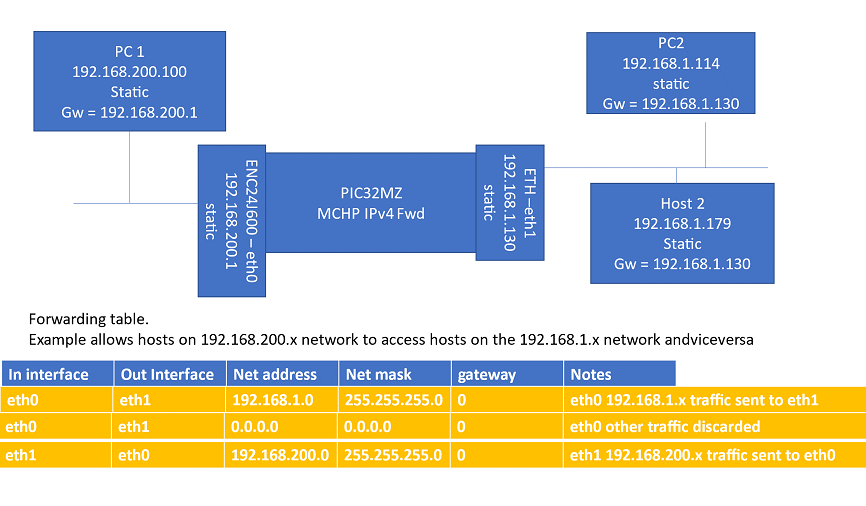 PC 1
192.168.200.100
Static
Gw = 192.168.200.1
PC2
192.168.1.114
static
Gw = 192.168.1.130
ENC24J600 – eth0
192.168.200.1
static
PIC32MZ
MCHP IPv4 Fwd
ETH –eth1
192.168.1.130
static
Host 2
192.168.1.179
Static
Gw = 192.168.1.130
Forwarding table.
Example allows hosts on 192.168.200.x network to access hosts on the 192.168.1.x network andviceversa
In interface Out Interface Net address Net mask gateway Notes
eth0 eth1 192.168.1.0 255.255.255.0 0 eth0 192.168.1.x traffic sent to eth1
eth0 eth1 0.0.0.0 0.0.0.0 0 eth0 other traffic discarded
eth1 eth0 192.168.200.0 255.255.255.0 0 eth1 192.168.200.x traffic sent to eth0